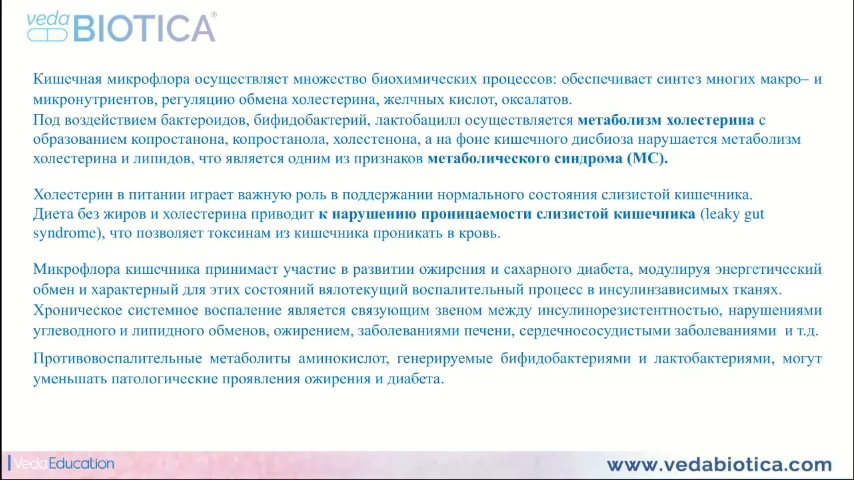 veda
BIOTICA®
Кишечная микрофлора осуществляет множество биохимических процессов: обеспечивает синтез многих макро– и
микронутриентов, регуляцию обмена холестерина, желчных кислот, оксалатов.
Под воздействием бактероидов, бифидобактерий, лактобацилл осуществляется метаболизм холестерина с
образованием копростанона, копростанола, холестенона, а на фоне кишечного дисбиоза нарушается метаболизм
холестерина и липидов, что является одним из признаков метаболического синдрома (МС).
Холестерин в питании играет важную роль в поддержании нормального состояния слизистой кишечника.
Диета без жиров и холестерина приводит к нарушению проницаемости слизистой кишечника (leaky gut
syndrome), что позволяет токсинам из кишечника проникать в кровь.
Микрофлора кишечника принимает участие в развитии ожирения и сахарного диабета, модулируя энергетический
обмен и характерный для этих состояний вялотекущий воспалительный процесс в инсулинзависимых тканях.
Хроническое системное воспаление является связующим звеном между инсулинорезистентностью, нарушениями
углеводного и липидного обменов, ожирением, заболеваниями печени, сердечнососудистыми заболеваниями и т.д.
Противовоспалительные метаболиты аминокислот, генерируемые бифидобактериями и лактобактериями, могут
уменьшать патологические проявления ожирения и диабета.
VedaEducation
www.vedabiotica.com